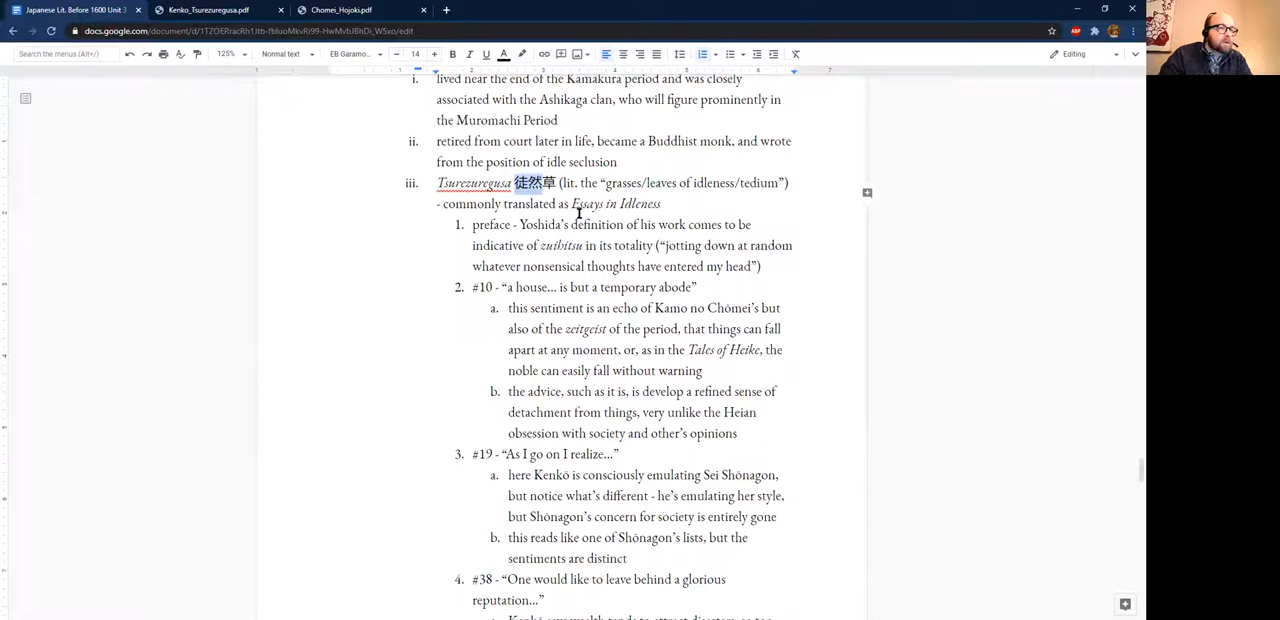 Japanese Lit. Before 1600 Unit 3
Kenko_Tsurezuregusa.pdf
Chomei_Hojoki.pdf
Search the menus (Alt+/)
125%
Normal text
EB Garamo...
14
Editing
i. lived near the end of the Kamakura period and was closely
associated with the Ashikaga clan, who will figure prominently in
the Muromachi Period
ii. retired from court later in life, became a Buddhist monk, and wrote
from the position of idle seclusion
iii. Tsurezuregusa 徒然草 (lit. the “grasses/leaves of idleness/tedium”)
- commonly translated as Essays in Idleness
1. preface - Yoshida’s definition of his work comes to be
indicative of zuihitsu in its totality (“jotting down at random
whatever nonsensical thoughts have entered my head”)
2. #10 - “a house... is but a temporary abode”
a. this sentiment is an echo of Kamo no Chōmei’s but
also of the zeitgeist of the period, that things can fall
apart at any moment, or, as in the Tales of Heike, the
noble can easily fall without warning
b. the advice, such as it is, is develop a refined sense of
detachment from things, very unlike the Heian
obsession with society and other’s opinions
3. #19 - “As I go on I realize...”
a. here Kenkō is consciously emulating Sei Shōnagon,
but notice what’s different - he’s emulating her style,
but Shōnagon’s concern for society is entirely gone
b. this reads like one of Shōnagon’s lists, but the
sentiments are distinct
4. #38 - “One would like to leave behind a glorious
reputation...”